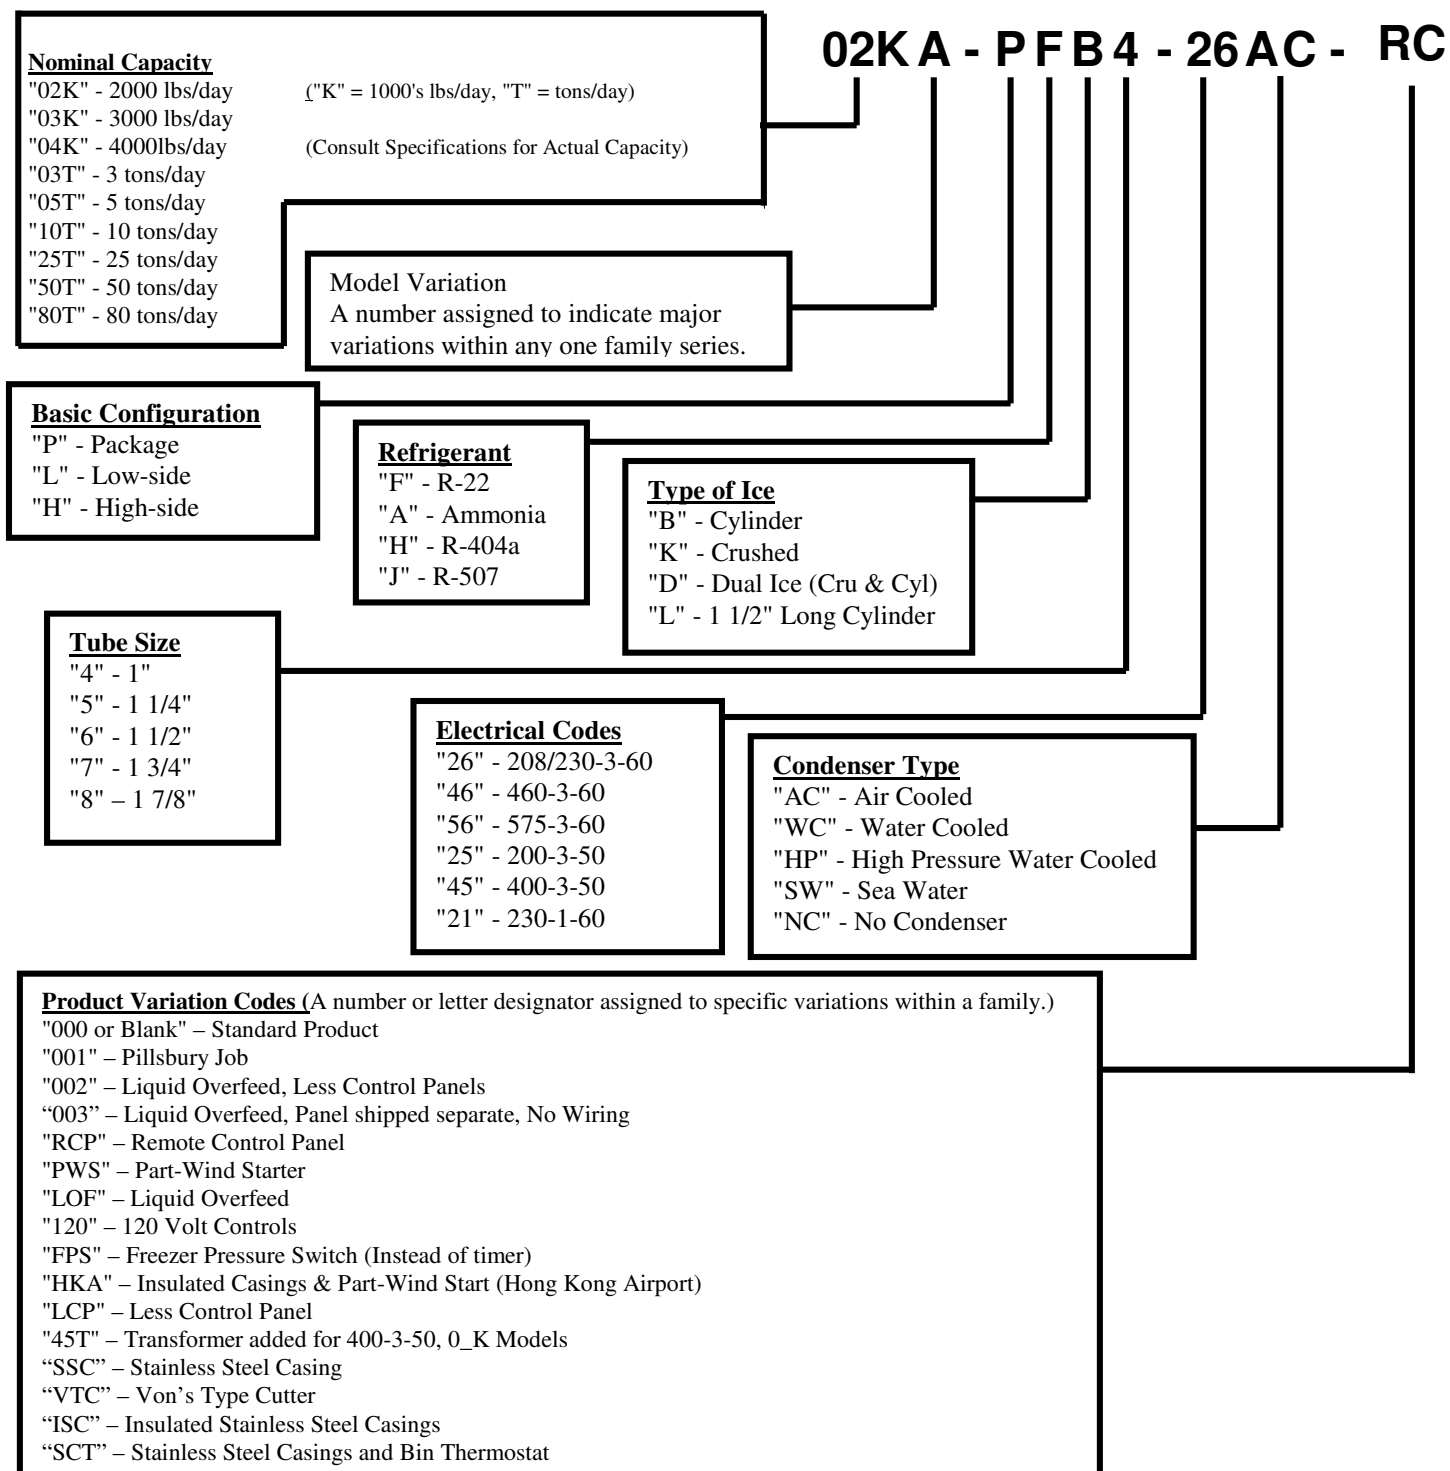 02KA - PFB4 - 26AC - RC
Nominal Capacity
"02K" - 2000 lbs/day ("K" = 1000's lbs/day, "T" = tons/day)
"03K" - 3000 lbs/day
"04K" - 4000lbs/day (Consult Specifications for Actual Capacity)
"03T" - 3 tons/day
"05T" - 5 tons/day
"10T" - 10 tons/day
"25T" - 25 tons/day
"50T" - 50 tons/day
"80T" - 80 tons/day
Model Variation
A number assigned to indicate major
variations within any one family series.
Basic Configuration
"P" - Package
"L" - Low-side
"H" - High-side
Refrigerant
"F" - R-22
"A" - Ammonia
"H" - R-404a
"J" - R-507
Type of Ice
"B" - Cylinder
"K" - Crushed
"D" - Dual Ice (Cru & Cyl)
"L" - 1 1/2" Long Cylinder
Tube Size
"4" - 1"
"5" - 1 1/4"
"6" - 1 1/2"
"7" - 1 3/4"
"8" – 1 7/8"
Electrical Codes
"26" - 208/230-3-60
"46" - 460-3-60
"56" - 575-3-60
"25" - 200-3-50
"45" - 400-3-50
"21" - 230-1-60
Condenser Type
"AC" - Air Cooled
"WC" - Water Cooled
"HP" - High Pressure Water Cooled
"SW" - Sea Water
"NC" - No Condenser
Product Variation Codes (A number or letter designator assigned to specific variations within a family.)
"000 or Blank" – Standard Product
"001" – Pillsbury Job
"002" – Liquid Overfeed, Less Control Panels
“003” – Liquid Overfeed, Panel shipped separate, No Wiring
"RCP" – Remote Control Panel
"PWS" – Part-Wind Starter
"LOF" – Liquid Overfeed
"120" – 120 Volt Controls
"FPS" – Freezer Pressure Switch (Instead of timer)
"HKA" – Insulated Casings & Part-Wind Start (Hong Kong Airport)
"LCP" – Less Control Panel
"45T" – Transformer added for 400-3-50, 0_K Models
“SSC” – Stainless Steel Casing
“VTC” – Von’s Type Cutter
“ISC” – Insulated Stainless Steel Casings
“SCT” – Stainless Steel Casings and Bin Thermostat